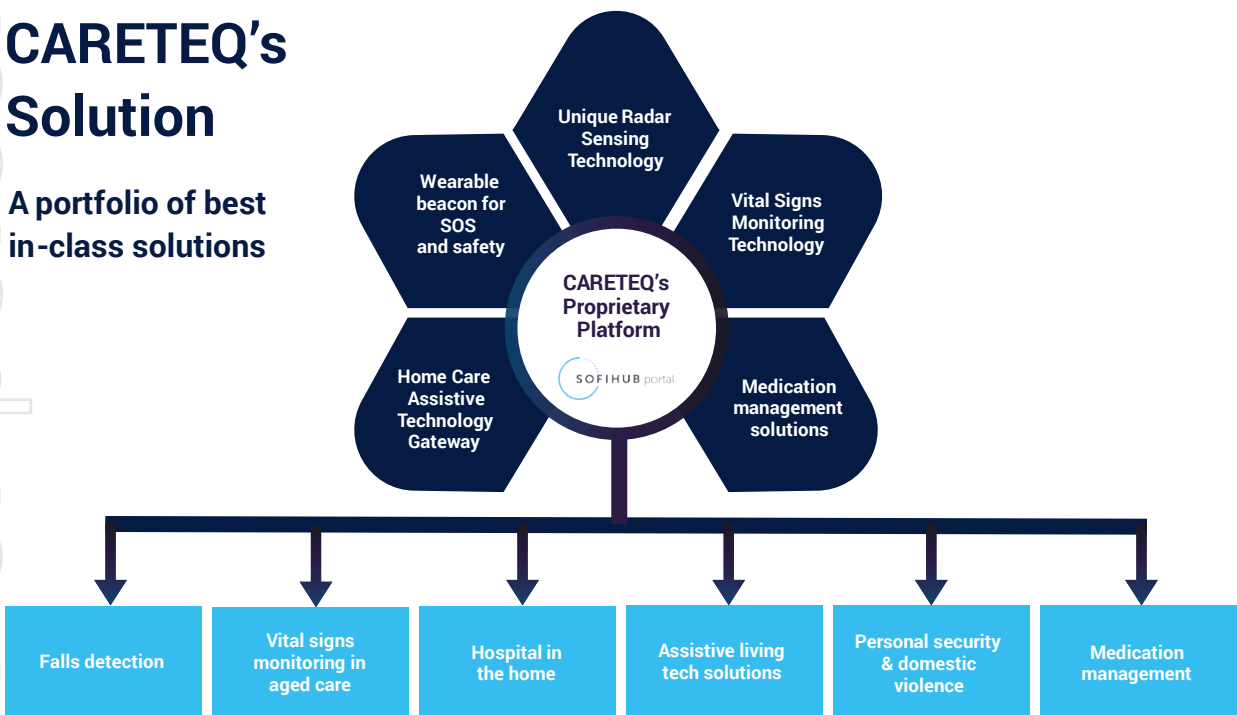 CARETEQ’s
Solution
A portfolio of best
in-class solutions
Unique Radar
Sensing
Technology
Wearable
beacon for
SOS
and safety
Vital Signs
Monitoring
Technology
CARETEQ’s
Proprietary
Platform
SOFIHUB portal
Home Care
Assistive
Technology
Gateway
Medication
management
solutions
Falls detection
Vital signs
monitoring in
aged care
Hospital in
the home
Assistive living
tech solutions
Personal security
& domestic
violence
Medication
management